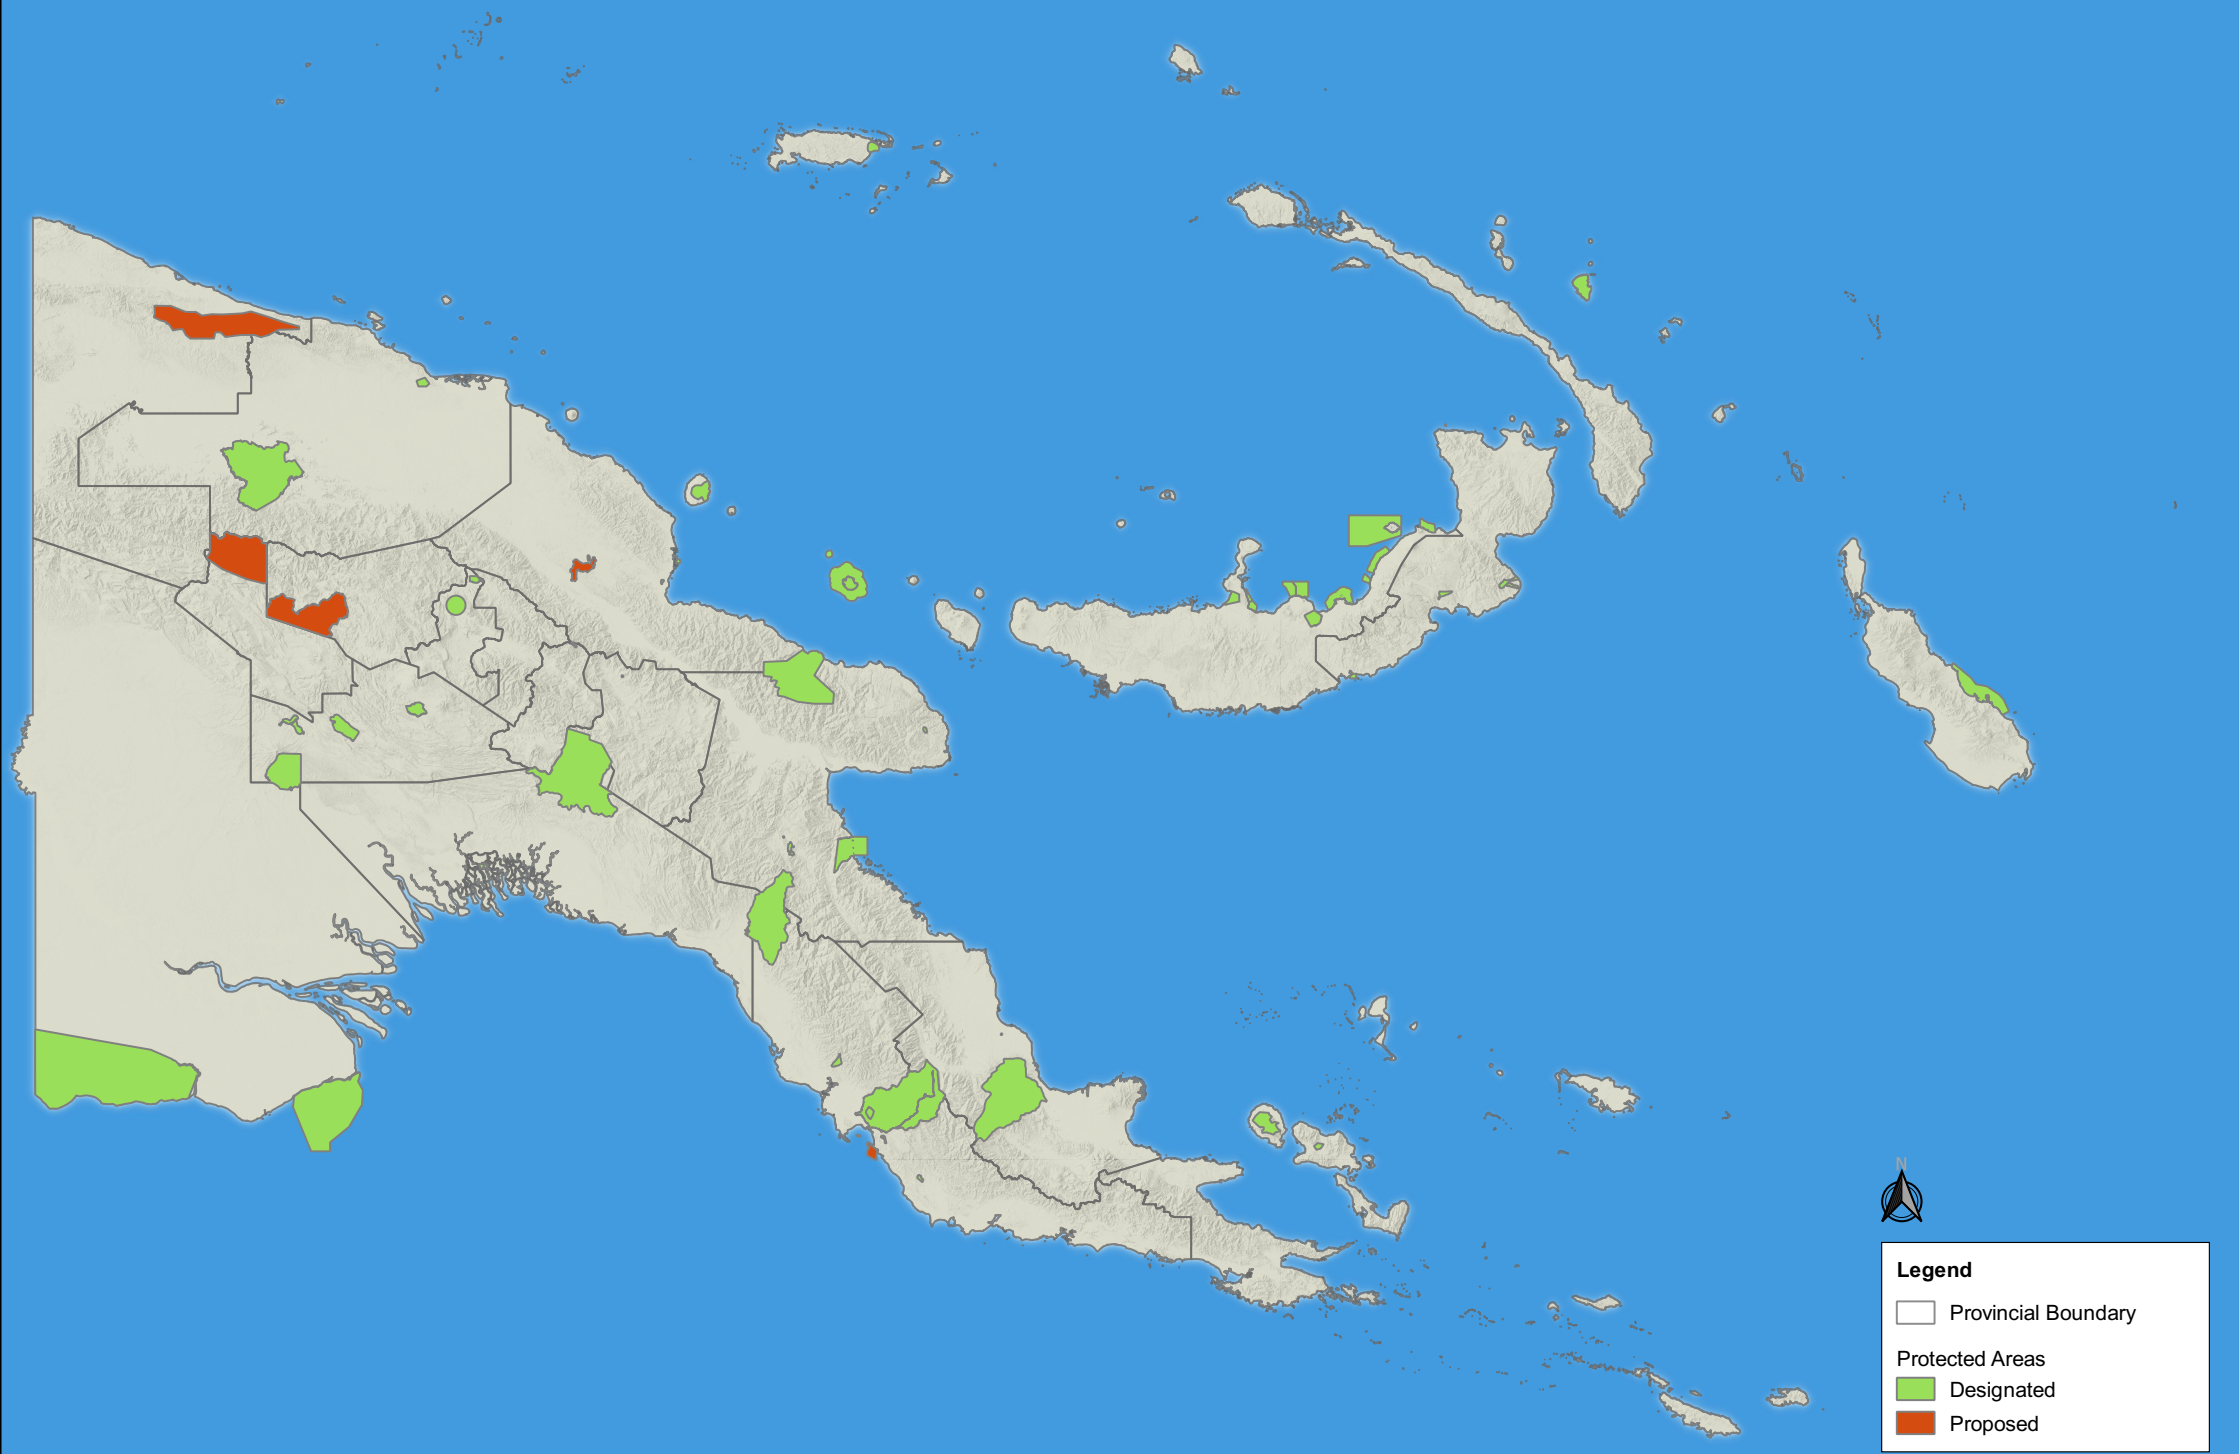 N
Legend
Provincial Boundary
Protected Areas
Designated
Proposed